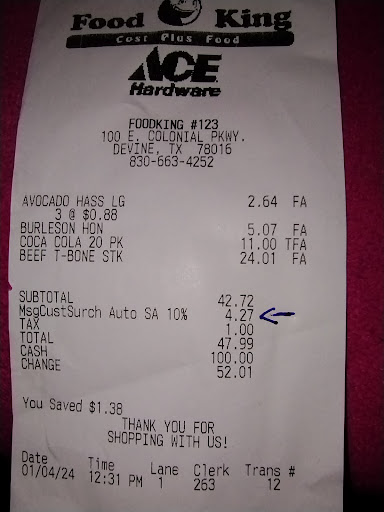 Food King
Cost Plus Food
ACE
Hardware
FOODKING #123
100 E. COLONIAL PKWY.
DEVINE, TX 78016
830-663-4252
AVOCADO HASS LG 2.64 FA
3 @ $0.88
BURLESON HON 5.07 FA
COCA COLA 20 PK 11.00 TFA
BEEF T-BONE STK 24.01 FA
SUBTOTAL 42.72
MsgCustSurch Auto SA 10% 4.27
TAX 1.00
TOTAL 47.99
CASH 100.00
CHANGE 52.01
You Saved $1.38
THANK YOU FOR
SHOPPING WITH US!
Date Time Lane Clerk Trans #
01/04/24 12:31 PM 1 263 12